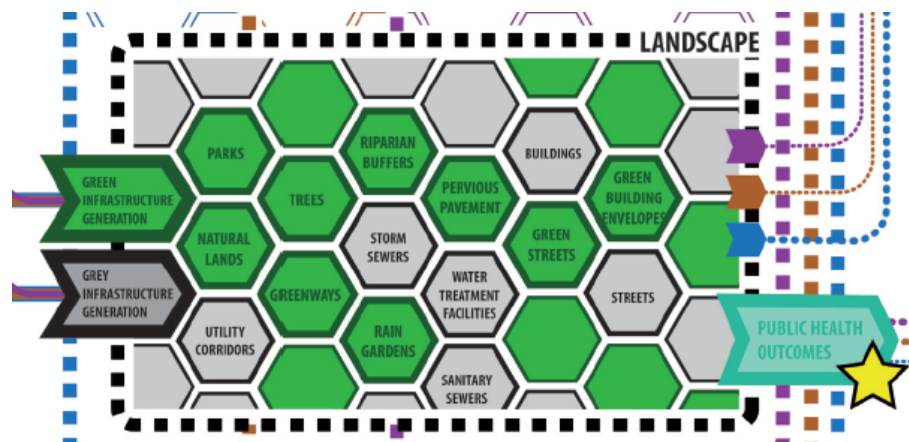 LANDSCAPE
GREEN
INFRASTRUCTURE
GENERATION
GREY
INFRASTRUCTURE
GENERATION
PARKS
NATURAL
LANDS
UTILITY
CORRIDORS
TREES
GREENWAYS
RIPARIAN
BUFFERS
STORM
SEWERS
RAIN
GARDENS
PERVIOUS
PAVEMENT
WATER
TREATMENT
FACILITIES
SANITARY
SEWERS
BUILDINGS
GREEN
STREETS
GREEN
BUILDING
ENVELOPES
STREETS
PUBLIC HEALTH
OUTCOMES